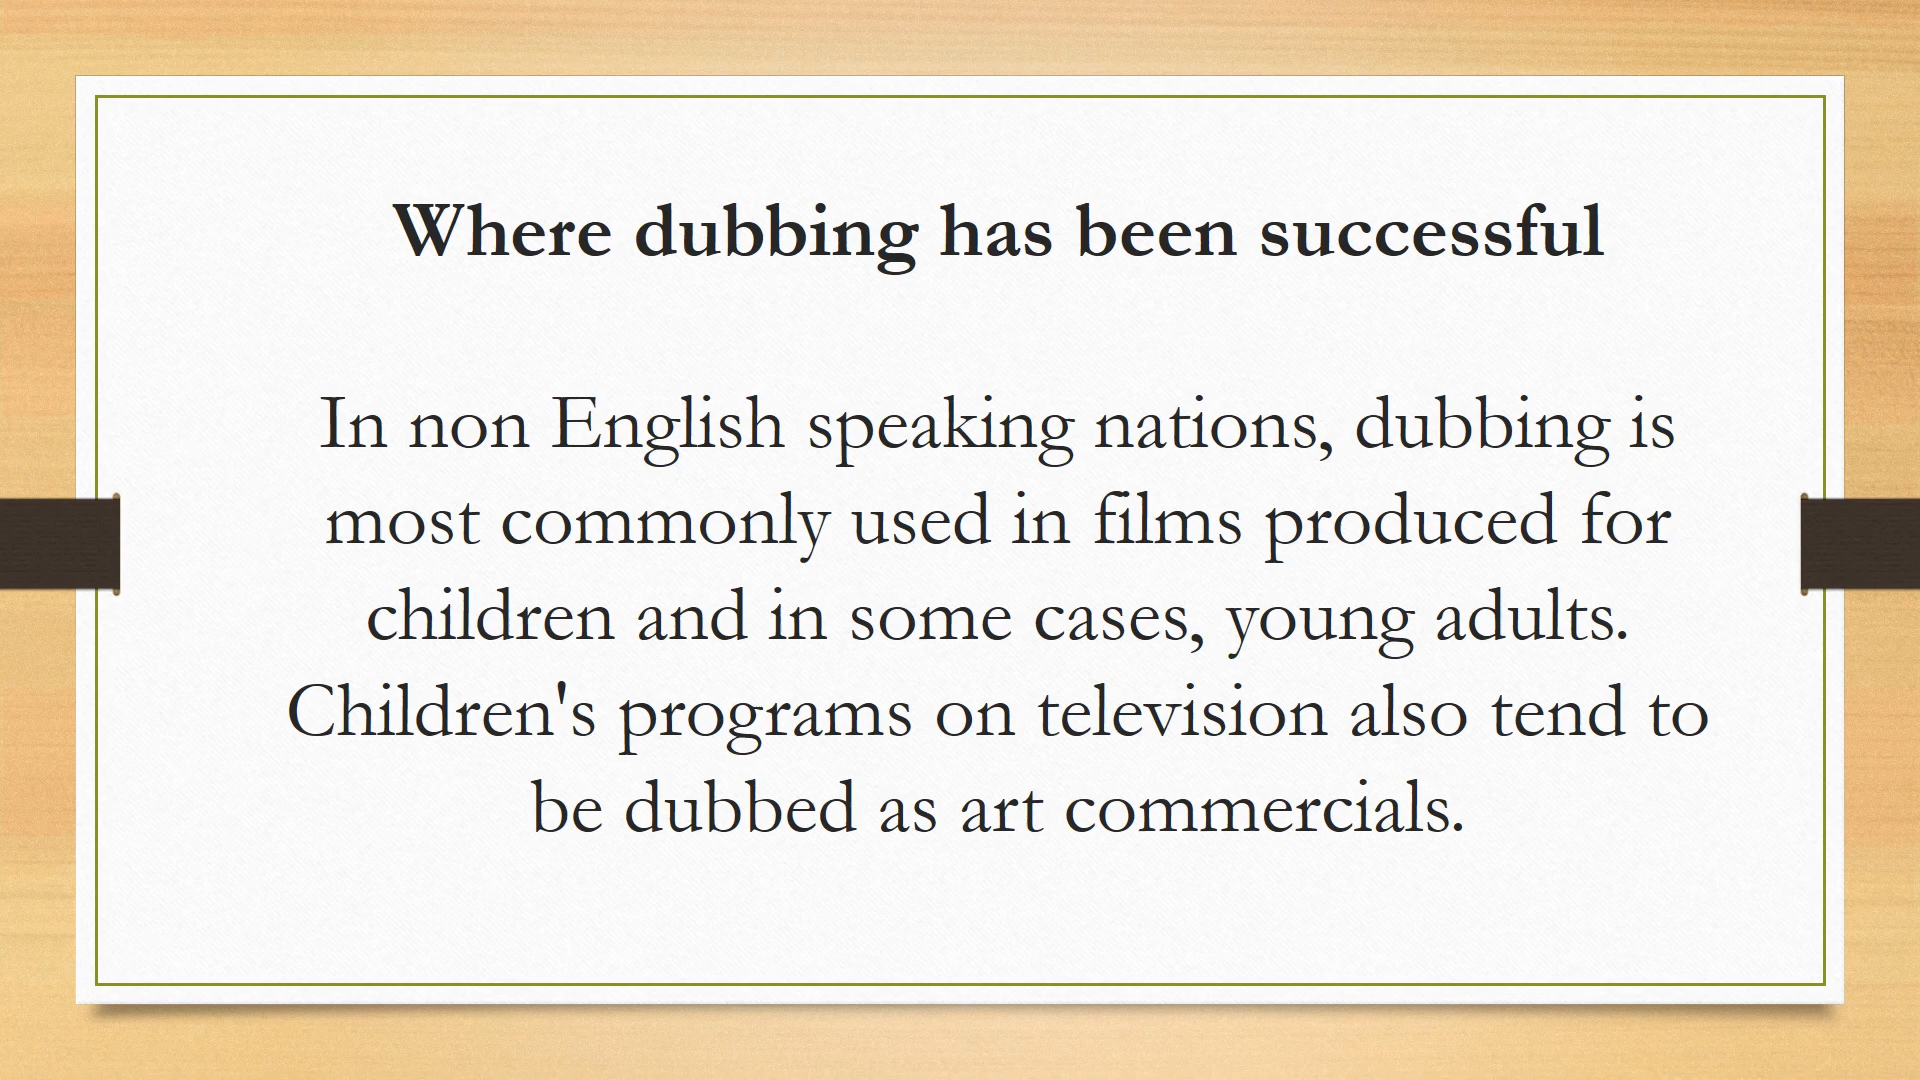 Where dubbing has been successful
In non English speaking nations, dubbing is
most commonly used in films produced for
children and in some cases, young adults.
Children's programs on television also tend to
be dubbed as art commercials.